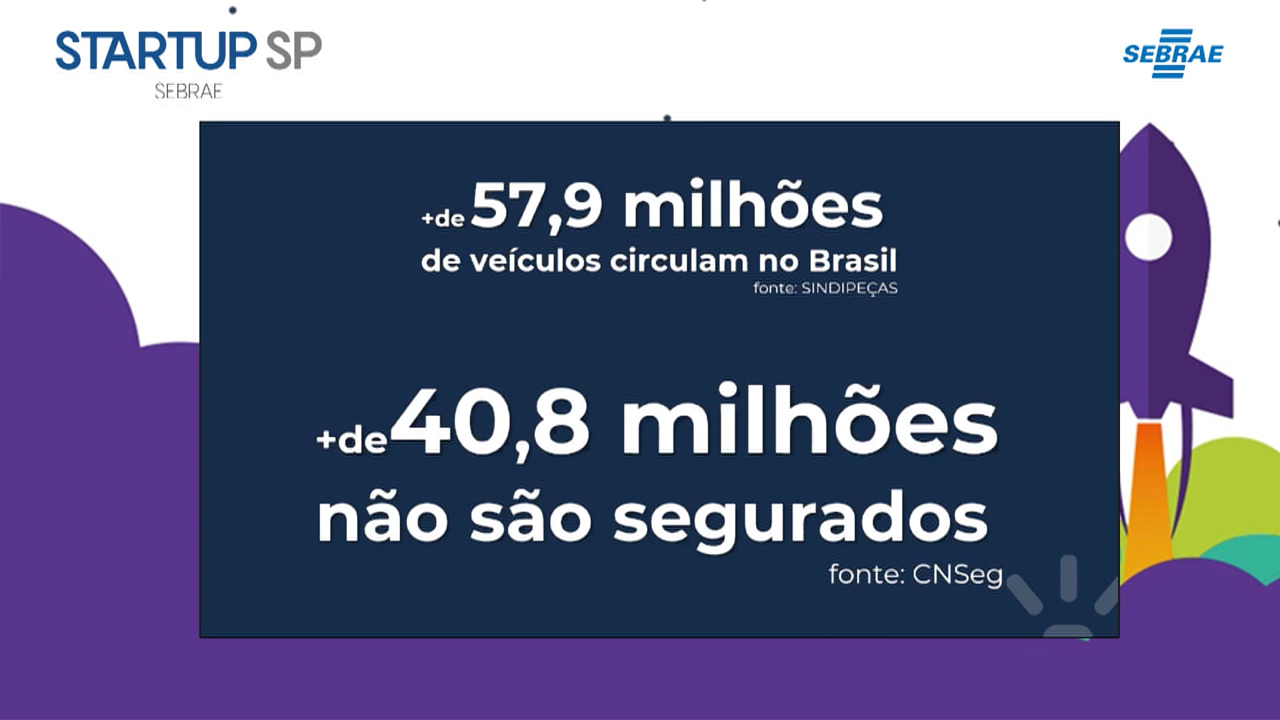 STARTUP SP
SEBRAE
SEBRAE
+de 57,9 milhões
de veículos circulam no Brasil
fonte: SINDIPEÇAS
+de 40,8 milhões
não são segurados
fonte: CNSeg